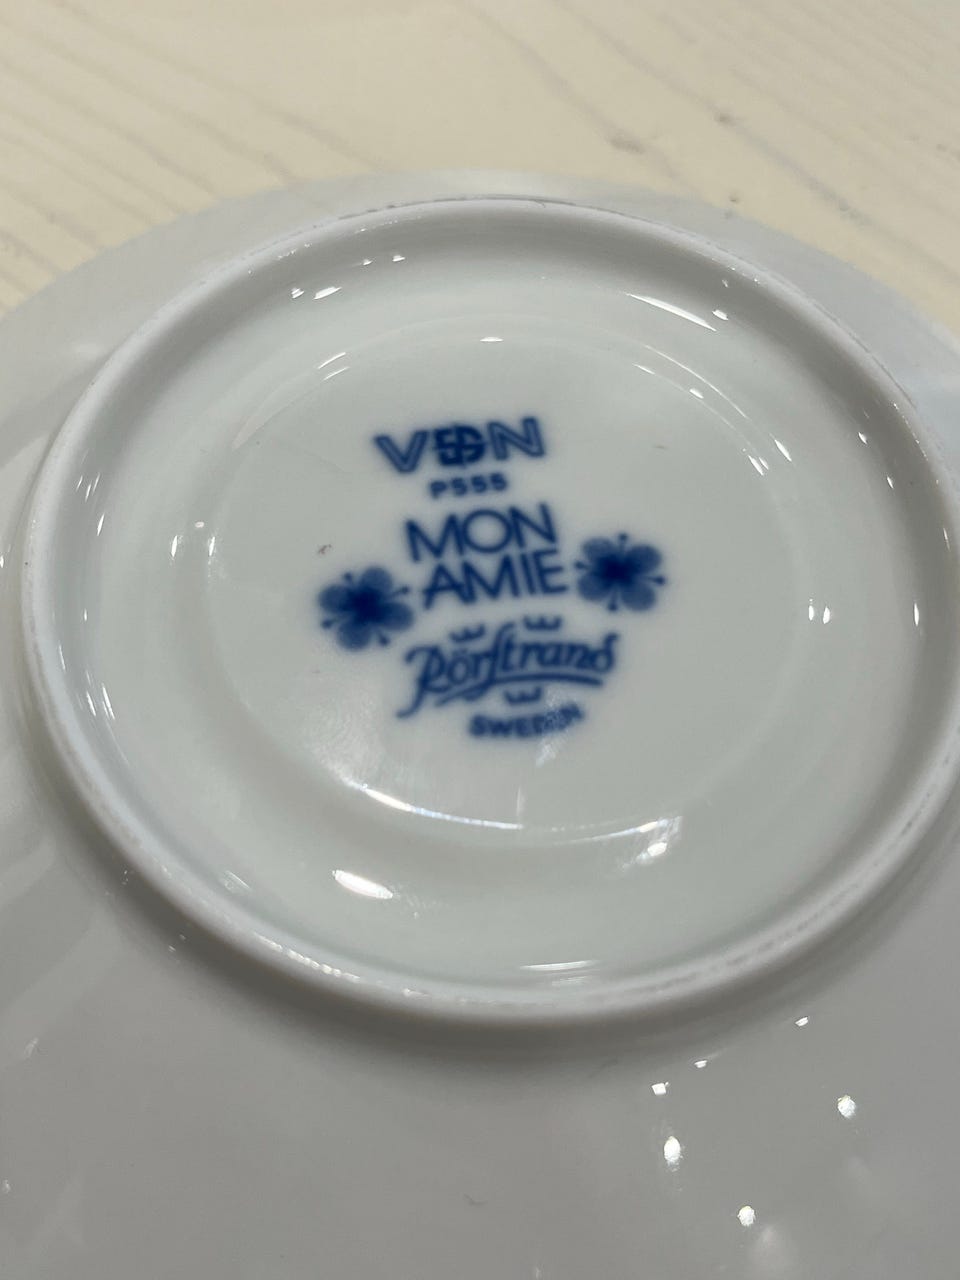 VDN
P555
MON
AMIE
Rörstrand
SWEDEN